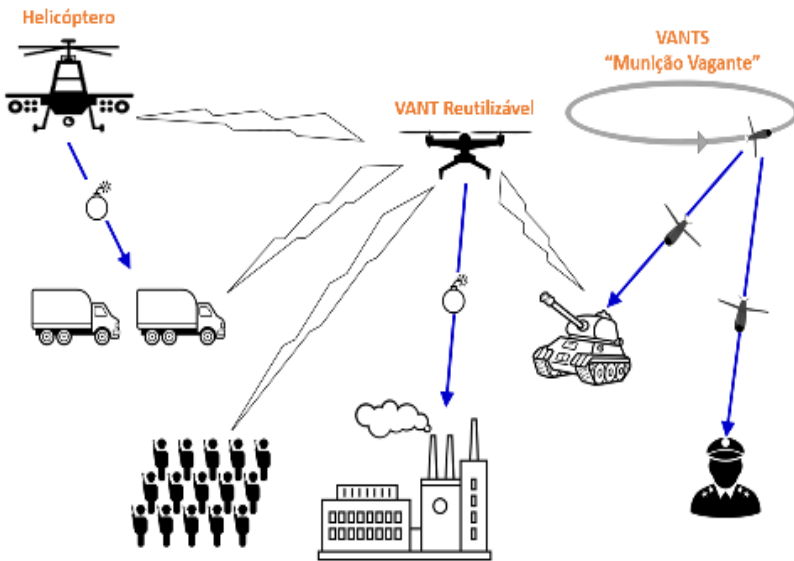 Helicóptero
VANT Reutilizável
VANTS
“Munição Vagante”